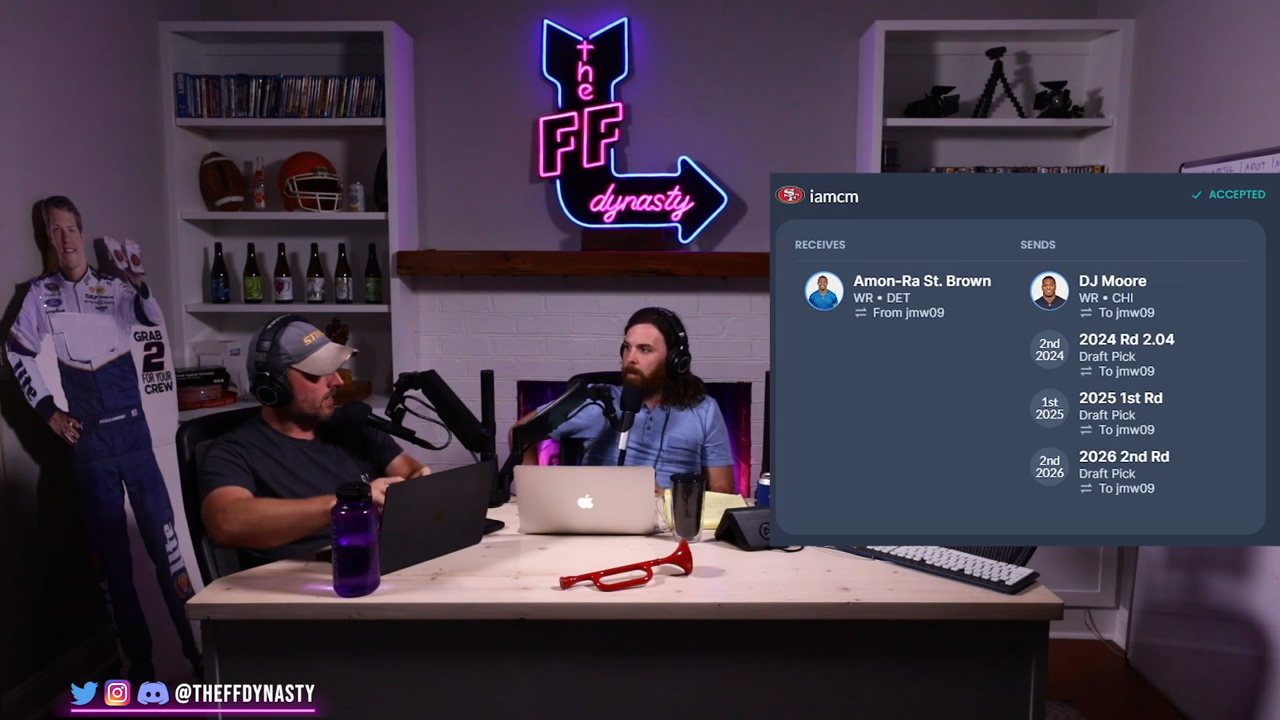 the
FF
dynasty
iamcm
ACCEPTED
RECEIVES
SENDS
Amon-Ra St. Brown
WR • DET
From jmw09
DJ Moore
WR • CHI
To jmw09
2nd
2024
2024 Rd 2.04
Draft Pick
To jmw09
1st
2025
2025 1st Rd
Draft Pick
To jmw09
2nd
2026
2026 2nd Rd
Draft Pick
To jmw09
GRAB
2
FOR YOUR
CREW
lite
@THEFFDYNASTY